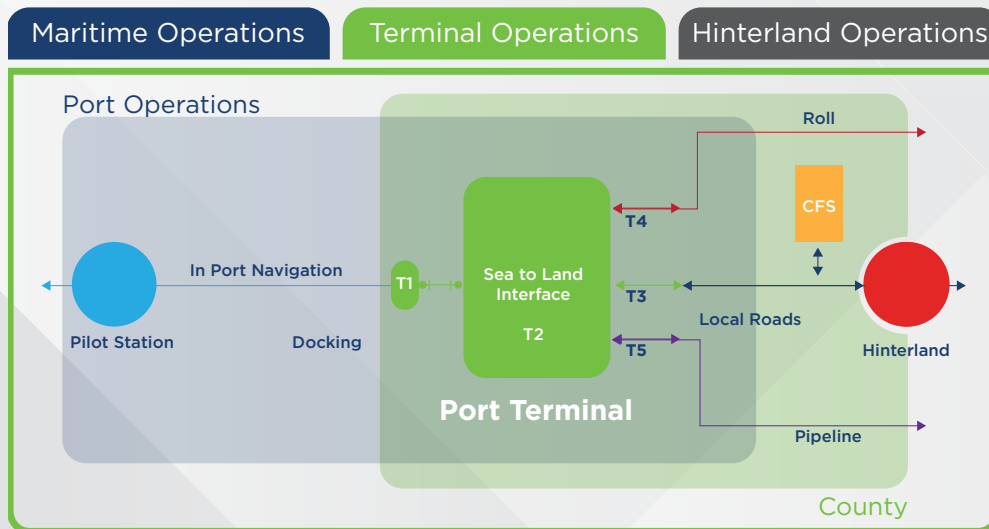 Maritime Operations
Terminal Operations
Hinterland Operations
Port Operations
Roll
CFS
T4
In Port Navigation
T1
Sea to Land
Interface
T2
T3
Pilot Station
Docking
Local Roads
T5
Hinterland
Port Terminal
Pipeline
County